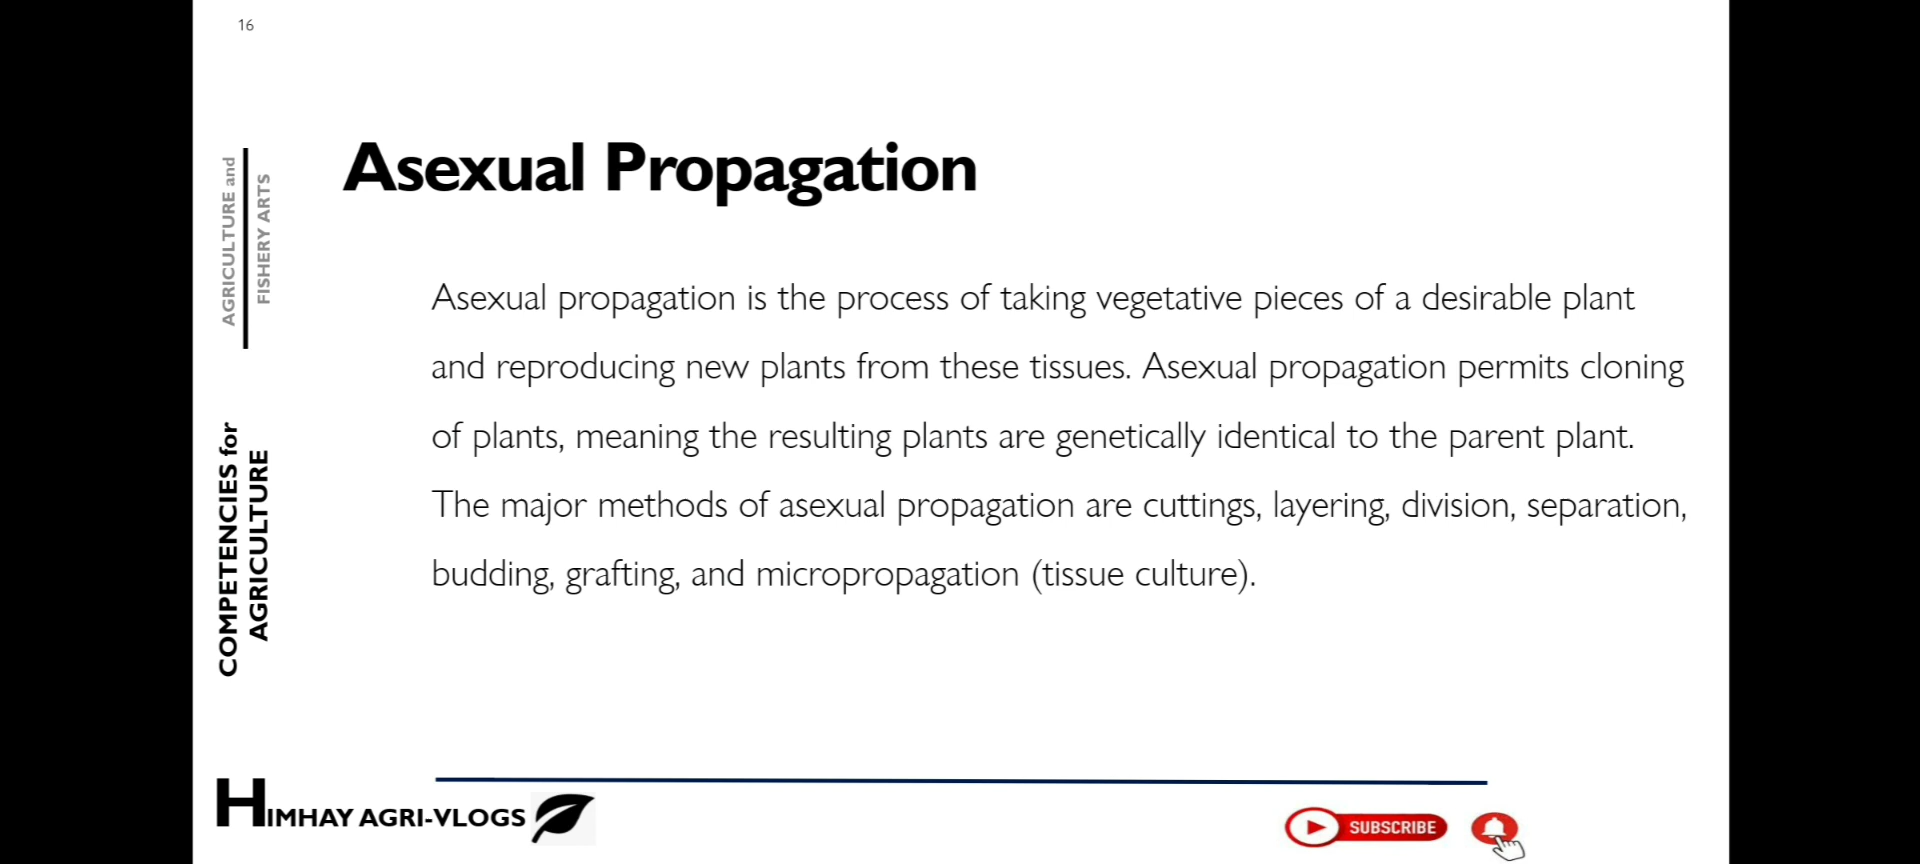 16
AGRICULTURE and
FISHERY ARTS
Asexual Propagation
Asexual propagation is the process of taking vegetative pieces of a desirable plant
and reproducing new plants from these tissues. Asexual propagation permits cloning
of plants, meaning the resulting plants are genetically identical to the parent plant.
The major methods of asexual propagation are cuttings, layering, division, separation,
budding, grafting, and micropropagation (tissue culture).
COMPETENCIES for
AGRICULTURE
HIMHAY AGRI-VLOGS
SUBSCRIBE